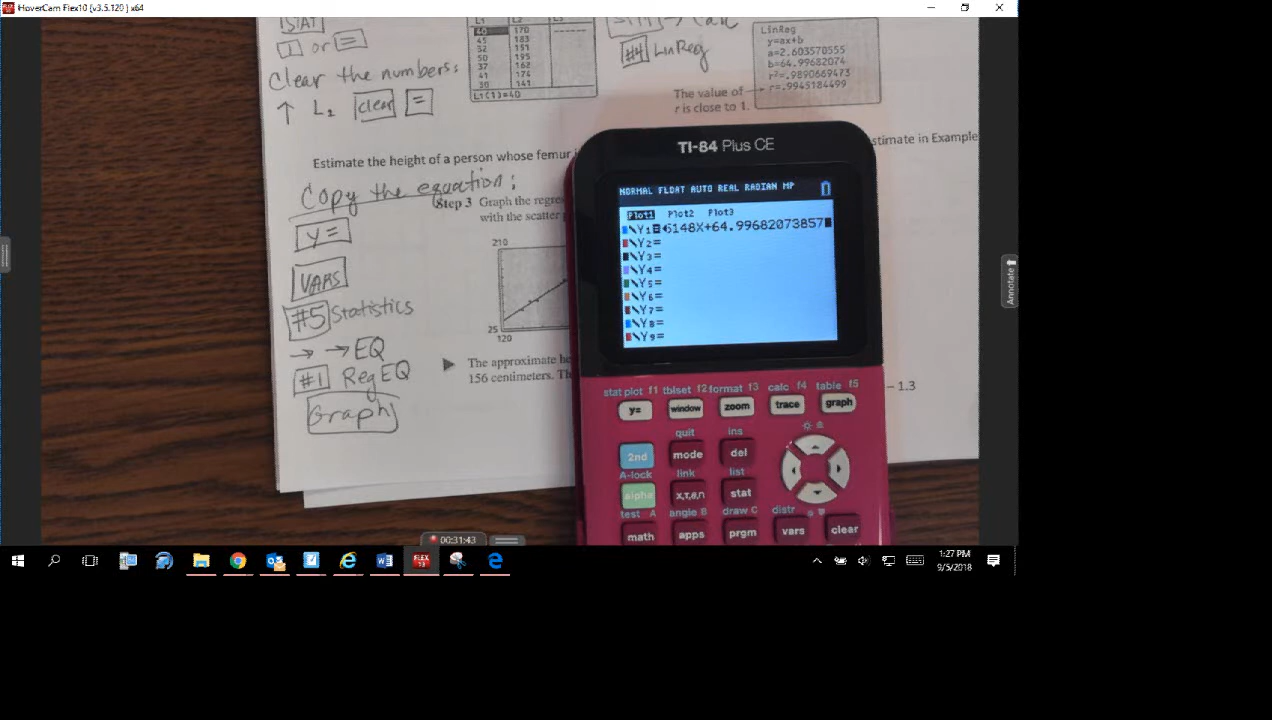 HoverCam Flex10 [v3.5.129] x64
STAT
1 or =
Clear the numbers:
↑ L2 clear =
L1
L2
L3
40 170
45 183
32 151
50 195
37 162
41 174
30 141
L1(1)=40
#4 LinReg
The value of
r is close to 1.
LinReg
y=ax+b
a=2.603570555
b=64.99682074
r²=.9890669473
r=.9945184499
Estimate the height of a person whose femur
estimate in Example
Copy the equation:
y=
VARS
#5 Statistics
→ → EQ
#1 RegEQ
Graph
Step 3 Graph the regre
with the scatter
210
25
120
The approximate he
156 centimeters. Th
-1.3
TI-84 Plus CE
NORMAL FLOAT AUTO REAL RADIAN MP
Plot1 Plot2 Plot3
\Y1=6148X+64.99682073857
\Y2=
\Y3=
\Y4=
\Y5=
\Y6=
\Y7=
\Y8=
\Y9=
stat plot f1 tblset f2 format f3 calc f4 table f5
y= window zoom trace graph
quit ins
2nd mode del
A-lock link list
alpha X,T,θ,n stat
test A angle B draw C distr
math apps prgm vars clear
Annotate
00:31:43
1:27 PM
9/5/2018